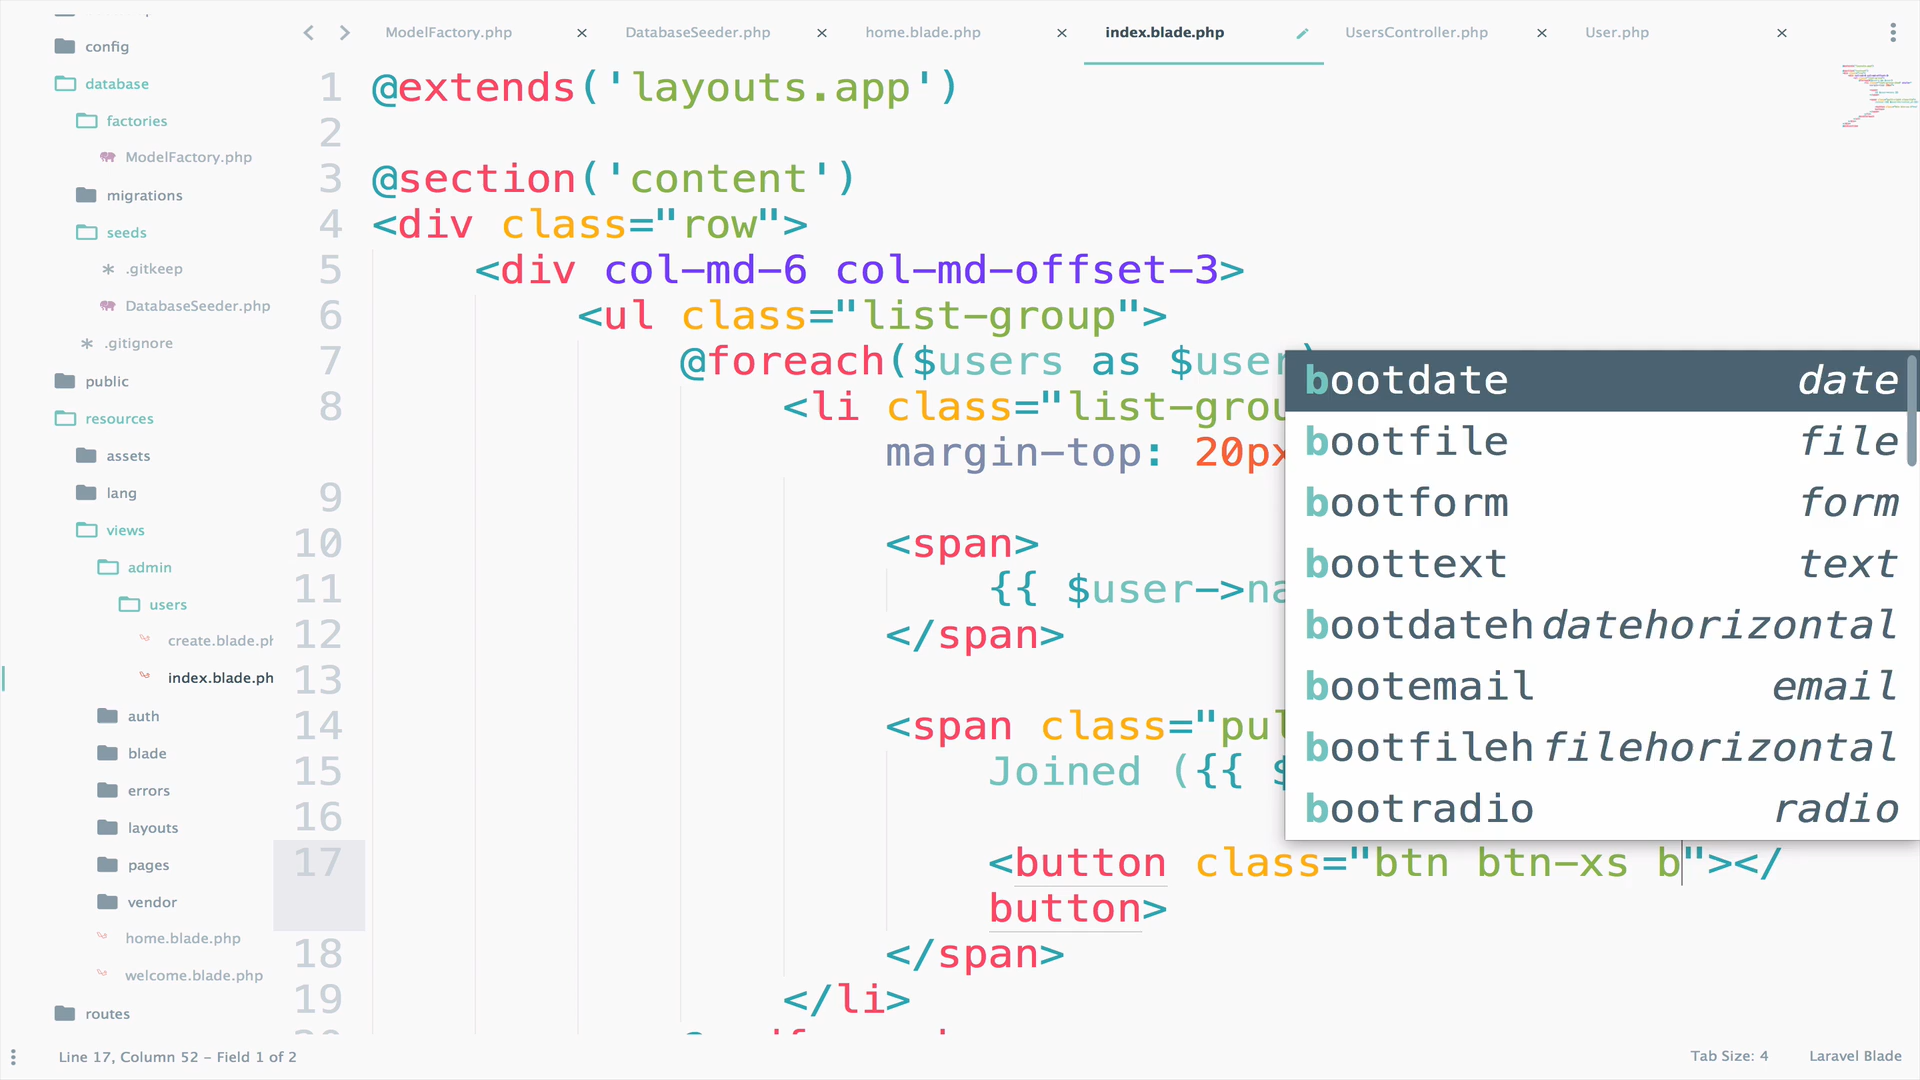 config
database
factories
ModelFactory.php
migrations
seeds
.gitkeep
DatabaseSeeder.php
.gitignore
public
resources
assets
lang
views
admin
users
create.blade.ph
index.blade.ph
auth
blade
errors
layouts
pages
vendor
home.blade.php
welcome.blade.php
routes
ModelFactory.php
DatabaseSeeder.php
home.blade.php
index.blade.php
UsersController.php
User.php
1 @extends('layouts.app')
2
3 @section('content')
4 <div class="row">
5 <div col-md-6 col-md-offset-3>
6 <ul class="list-group">
7 @foreach($users as $user)
8 <li class="list-grou
margin-top: 20px
9
10 <span>
11 {{ $user->na
12 </span>
13
14 <span class="pul
15 Joined ({{ $
16
17 <button class="btn btn-xs b"></
button>
18 </span>
19 </li>
bootdate date
bootfile file
bootform form
boottext text
bootdateh datehorizontal
bootemail email
bootfileh filehorizontal
bootradio radio
Line 17, Column 52 – Field 1 of 2
Tab Size: 4
Laravel Blade